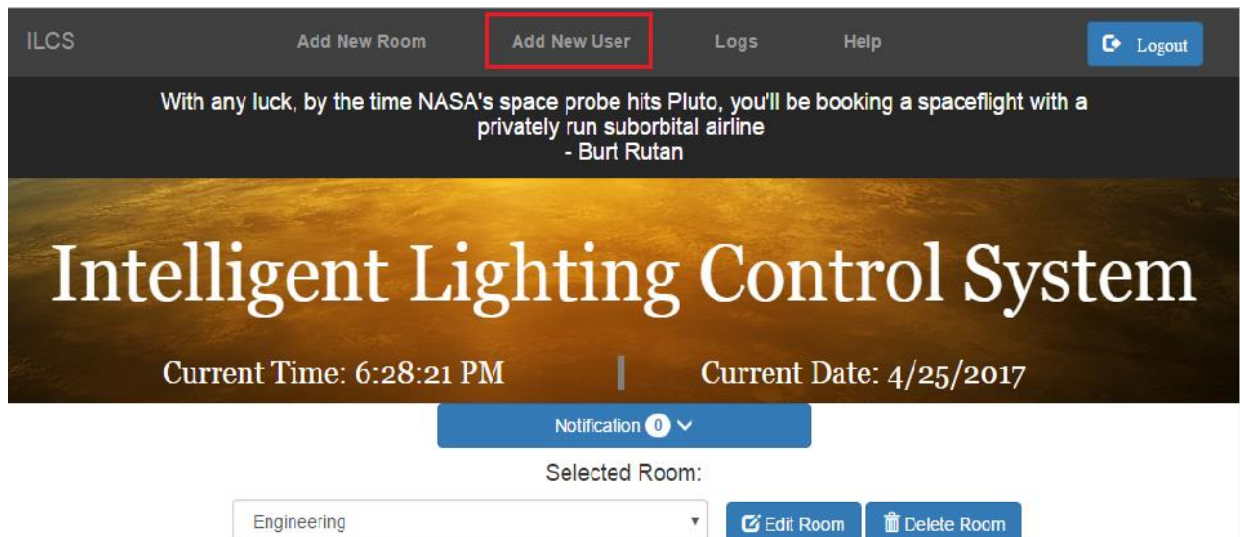 ILCS Add New Room Add New User Logs Help Logout
With any luck, by the time NASA's space probe hits Pluto, you'll be booking a spaceflight with a
privately run suborbital airline
- Burt Rutan
Intelligent Lighting Control System
Current Time: 6:28:21 PM | Current Date: 4/25/2017
Notification 0
Selected Room:
Engineering Edit Room Delete Room